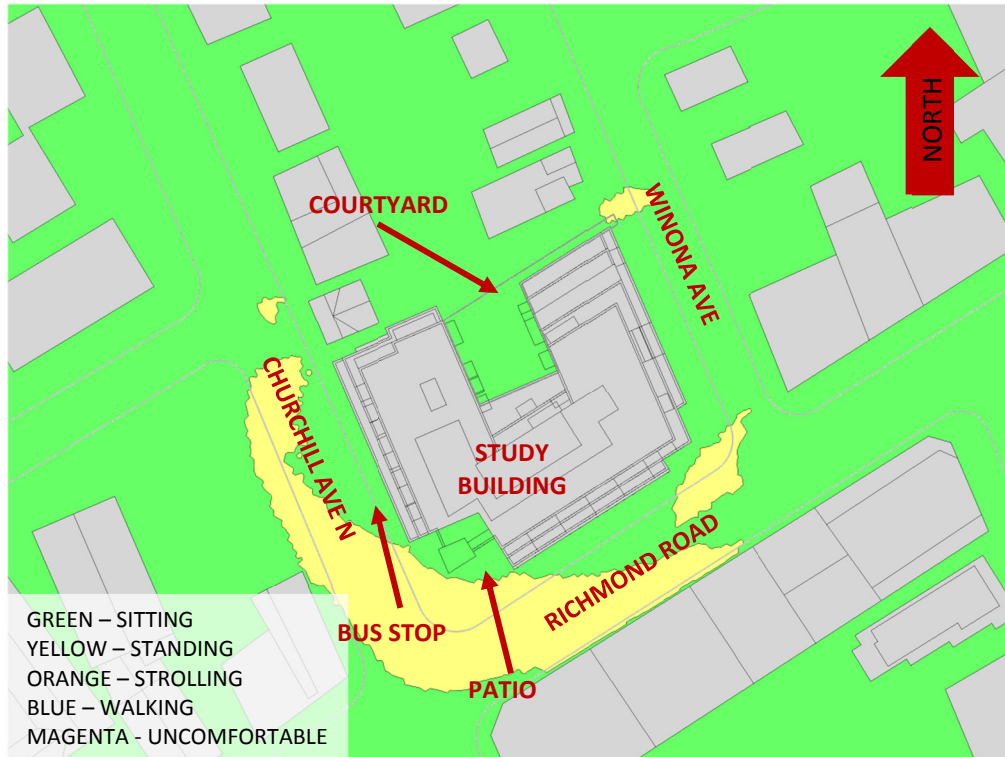 NORTH
COURTYARD
WINONA AVE
CHURCHILL AVE N
STUDY
BUILDING
RICHMOND ROAD
BUS STOP
PATIO
GREEN – SITTING
YELLOW – STANDING
ORANGE – STROLLING
BLUE – WALKING
MAGENTA - UNCOMFORTABLE